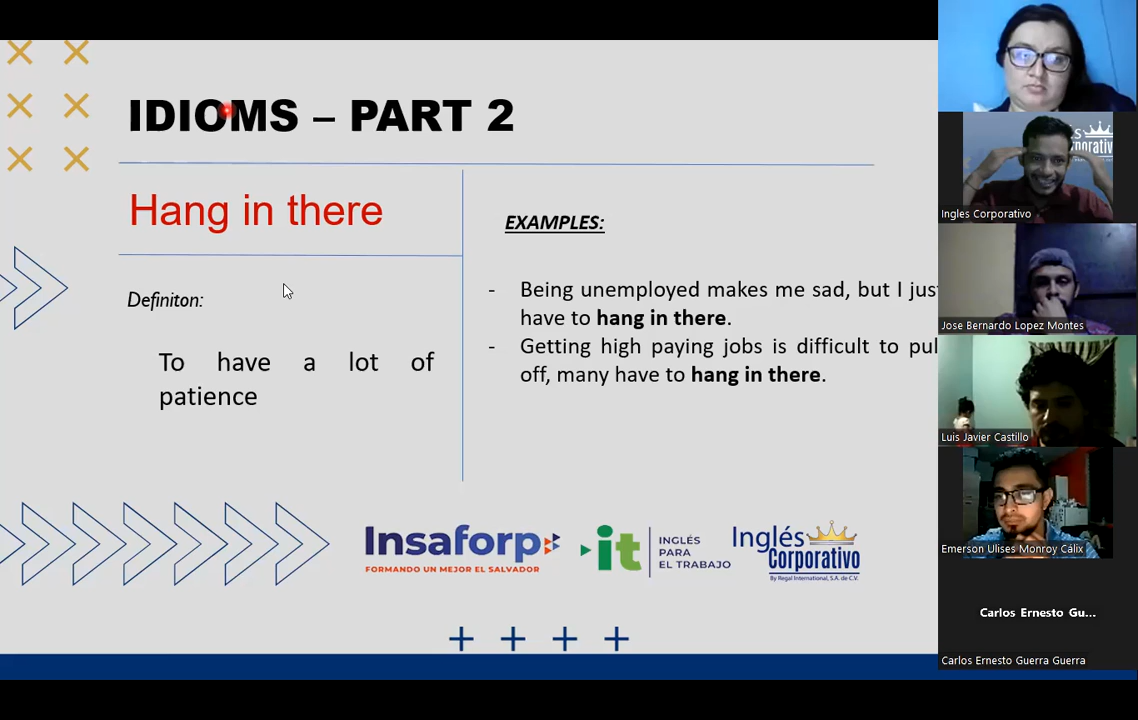 IDIOMS – PART 2
Hang in there
Definiton:
To have a lot of
patience
EXAMPLES:
- Being unemployed makes me sad, but I jus
have to hang in there.
- Getting high paying jobs is difficult to pul
off, many have to hang in there.
Insaforp
FORMANDO UN MEJOR EL SALVADOR
it
INGLÉS
PARA
EL TRABAJO
Inglés
Corporativo
By Regal International, S.A. de C.V.
Ingles Corporativo
Jose Bernardo Lopez Montes
Luis Javier Castillo
Emerson Ulises Monroy Cálix
Carlos Ernesto Gu...
Carlos Ernesto Guerra Guerra